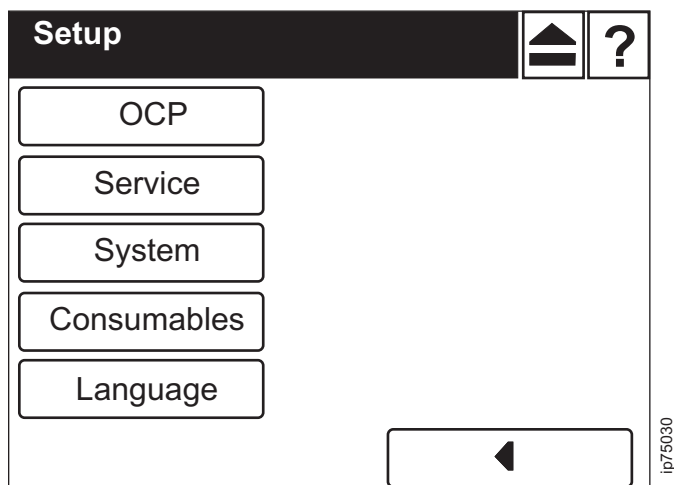 Setup
?
OCP
Service
System
Consumables
Language
ip75030